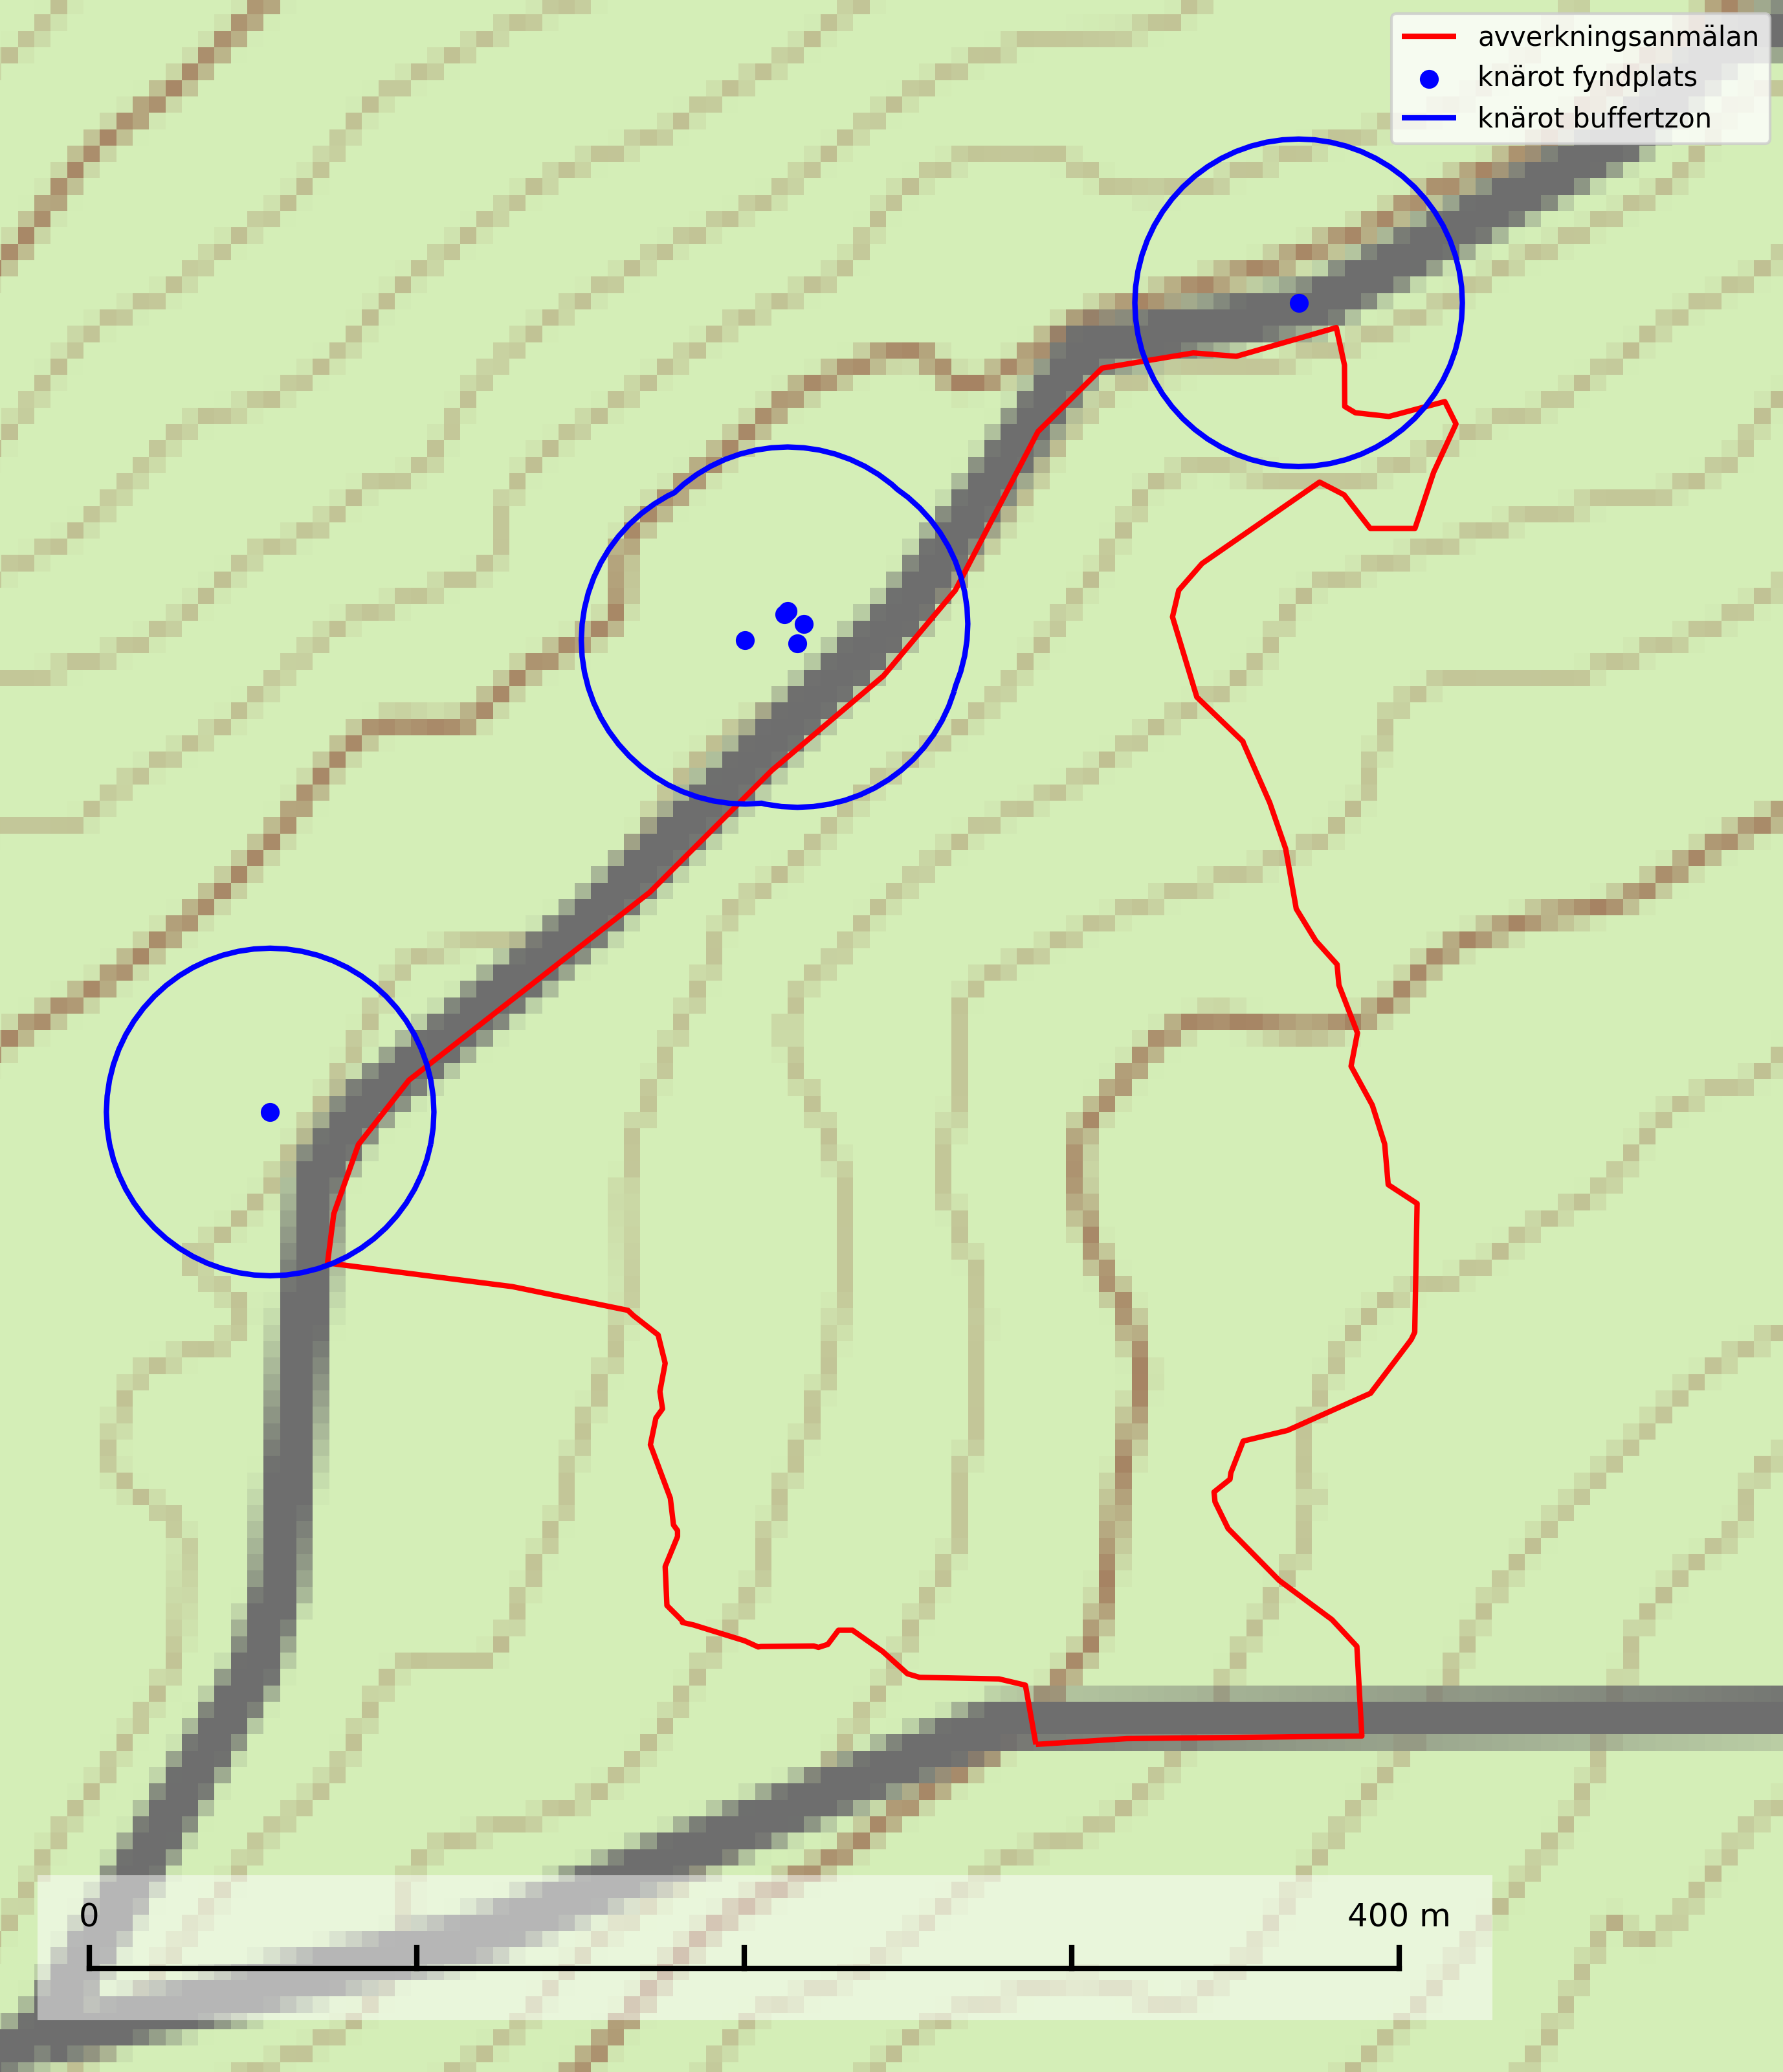 avverkningsanmälan
knärot fyndplats
knärot buffertzon
0
400 m